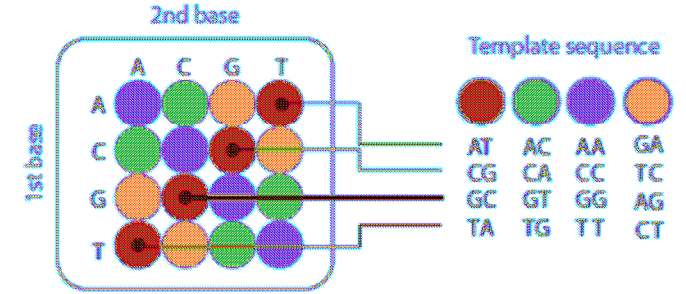 2nd base
A C G T
A
C
G
T
1st base
Template sequence
AT AC AA GA
CG CA CC TC
GC GT GG AG
TA TG TT CT